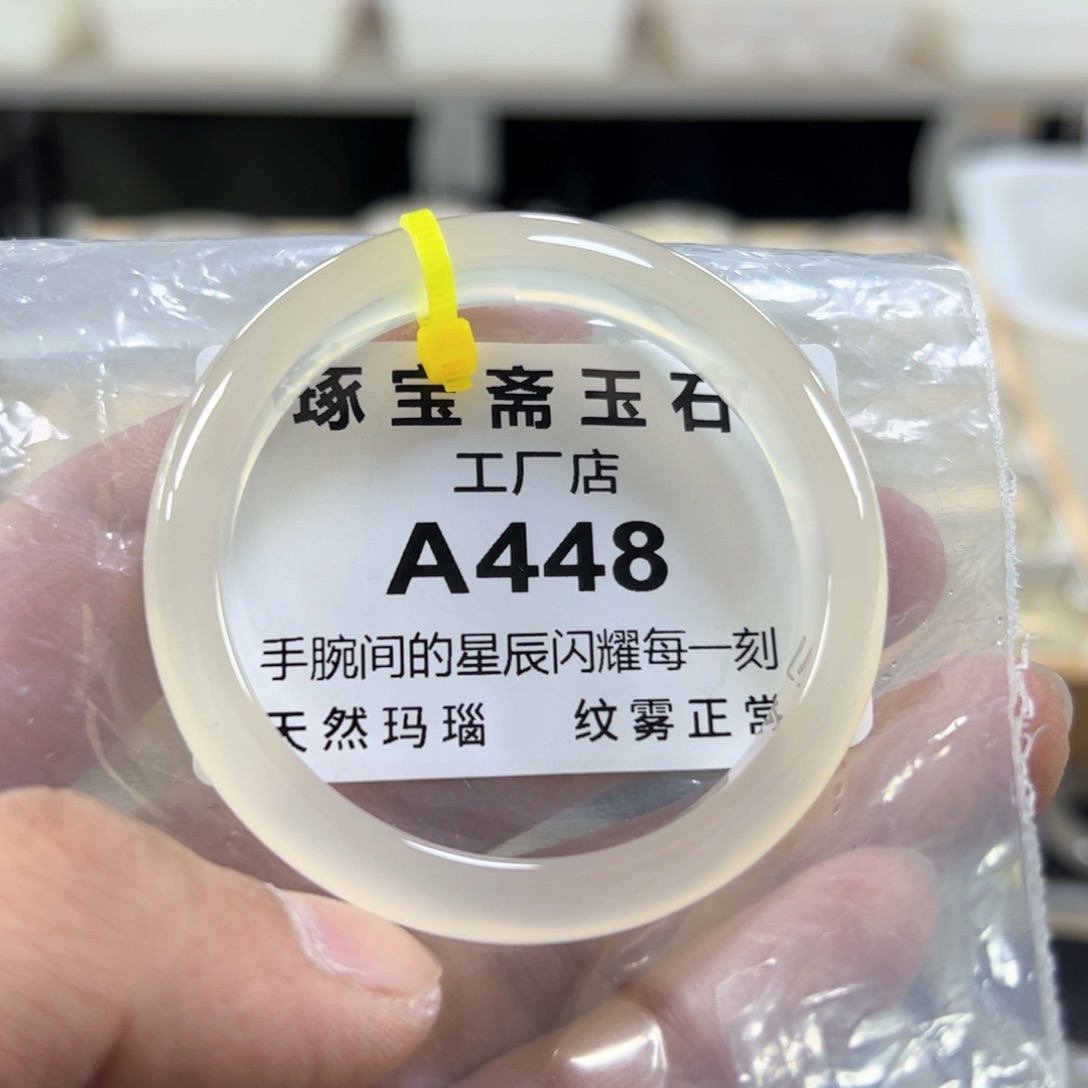 琢宝斋玉石
工厂店
A448
手腕间的星辰闪耀每一刻
天然玛瑙 纹雾正常